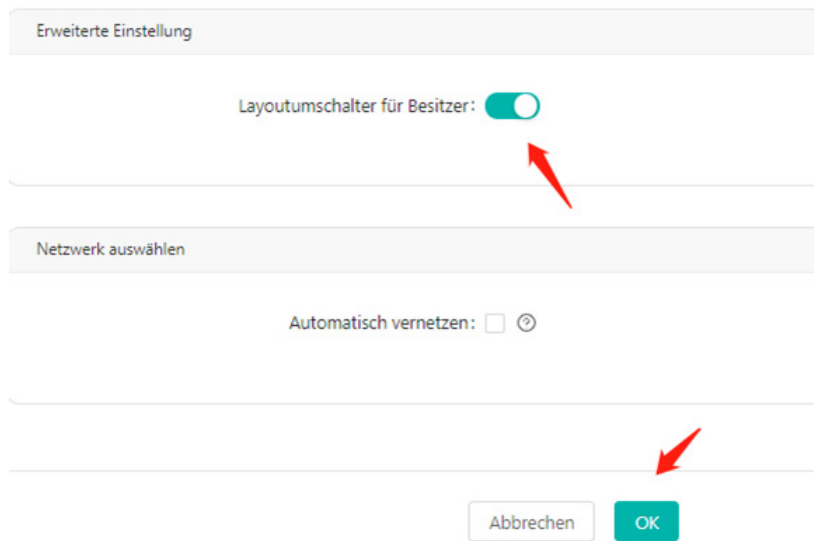 Erweiterte Einstellung
Layoutumschalter für Besitzer:
Netzwerk auswählen
Automatisch vernetzen: ?
Abbrechen OK